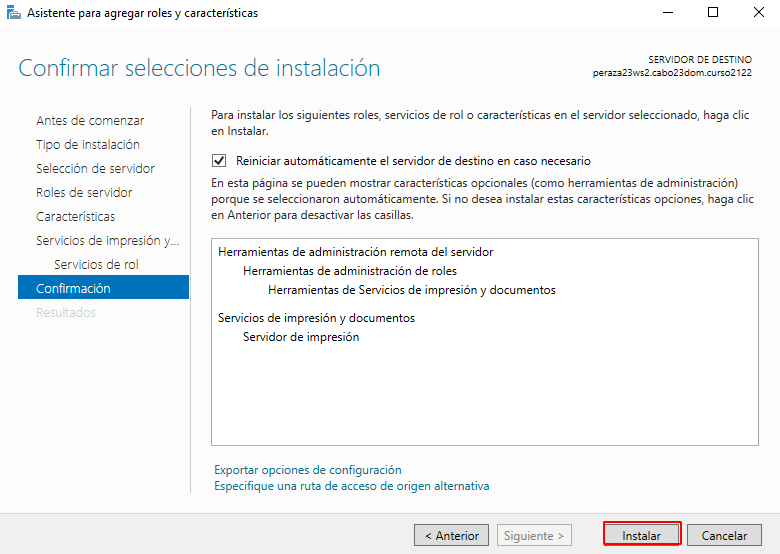 Asistente para agregar roles y características
Confirmar selecciones de instalación
SERVIDOR DE DESTINO
peraza23ws2.cabo23dom.curso2122
Antes de comenzar
Tipo de instalación
Selección de servidor
Roles de servidor
Características
Servicios de impresión y...
Servicios de rol
Confirmación
Resultados
Para instalar los siguientes roles, servicios de rol o características en el servidor seleccionado, haga clic
en Instalar.
Reiniciar automáticamente el servidor de destino en caso necesario
En esta página se pueden mostrar características opcionales (como herramientas de administración)
porque se seleccionaron automáticamente. Si no desea instalar estas características opciones, haga clic
en Anterior para desactivar las casillas.
Herramientas de administración remota del servidor
Herramientas de administración de roles
Herramientas de Servicios de impresión y documentos
Servicios de impresión y documentos
Servidor de impresión
Exportar opciones de configuración
Especifique una ruta de acceso de origen alternativa
< Anterior
Siguiente >
Instalar
Cancelar